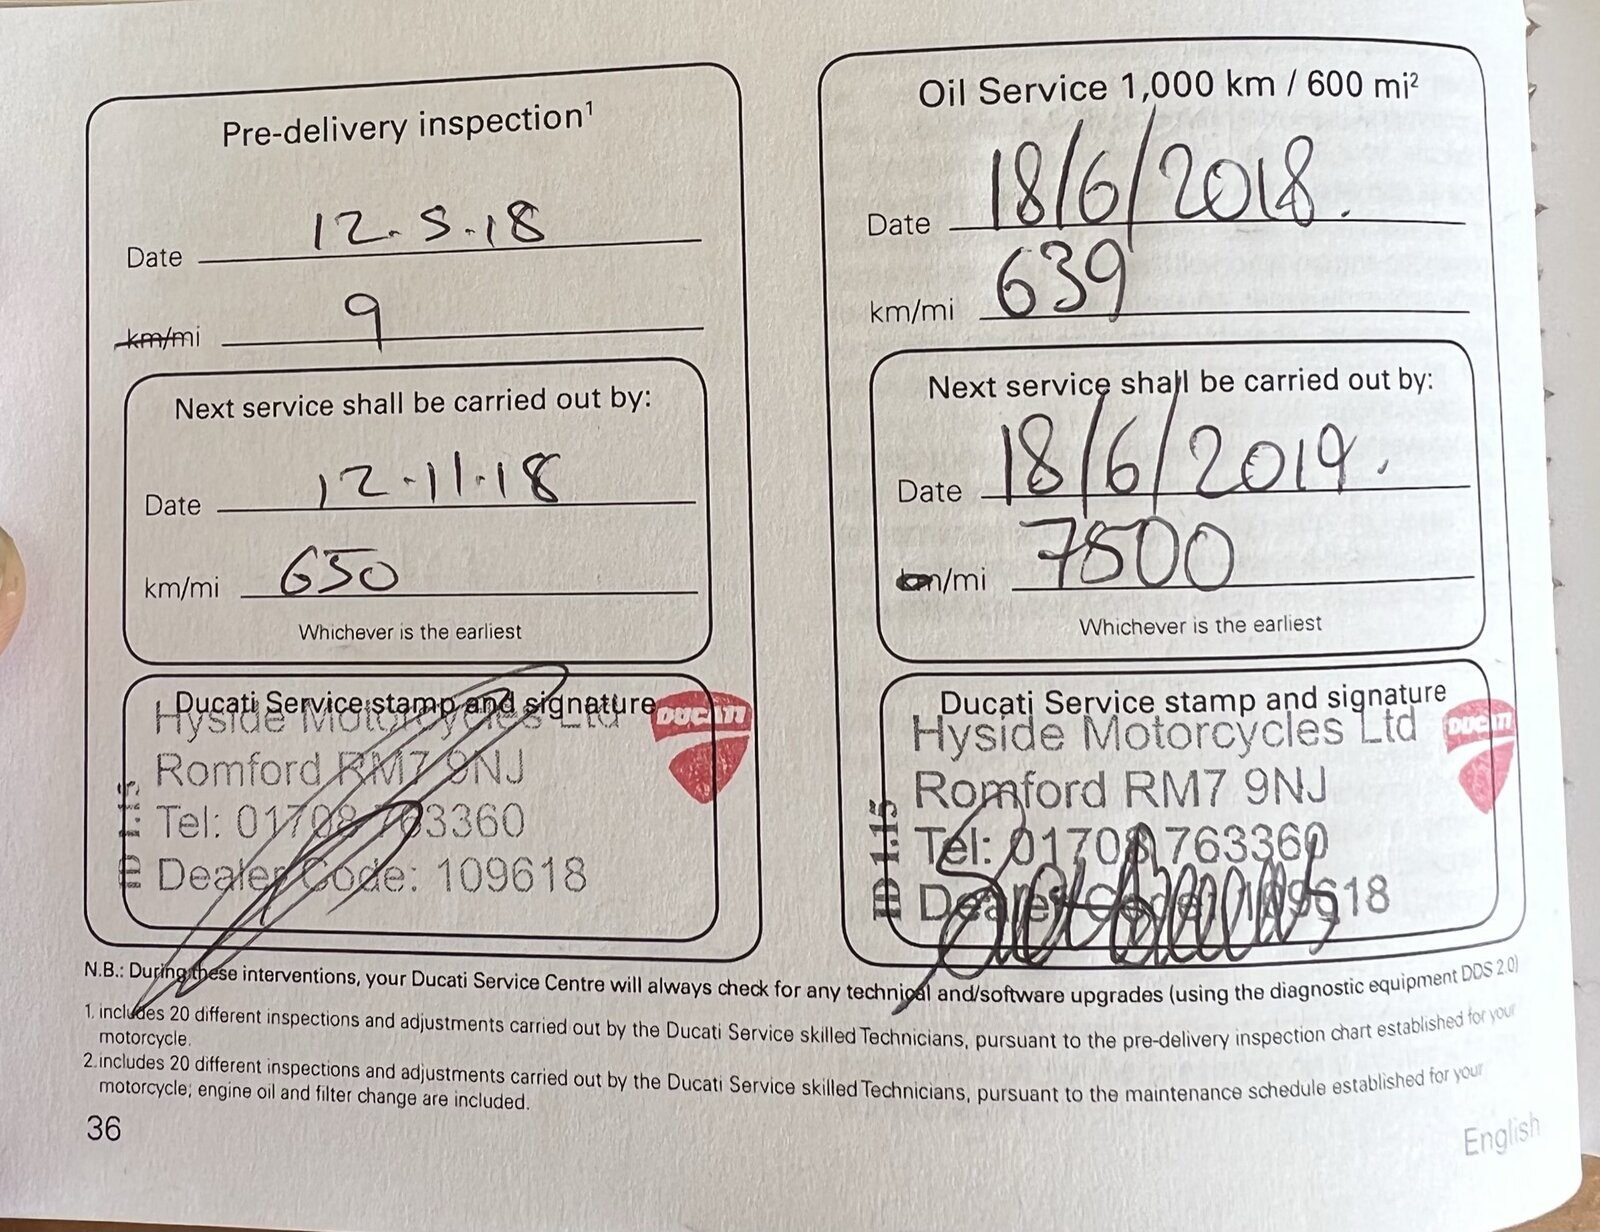 Pre-delivery inspection¹
Date 12.5.18
km/mi 9
Next service shall be carried out by:
Date 12.11.18
km/mi 650
Whichever is the earliest
Ducati Service stamp and signature
Hyside Motorcycles Ltd
DUCATI
Romford RM7 9NJ
Tel: 01708 763360
Dealer Code: 109618
Oil Service 1,000 km / 600 mi²
Date 18/6/2018.
km/mi 639
Next service shall be carried out by:
Date 18/6/2019.
km/mi 7500
Whichever is the earliest
Ducati Service stamp and signature
Hyside Motorcycles Ltd
DUCATI
Romford RM7 9NJ
Tel: 01708 763360
Dealer Code: 109618
ID 1.15
N.B.: During these interventions, your Ducati Service Centre will always check for any technical and/software upgrades (using the diagnostic equipment DDS 2.0)
1. includes 20 different inspections and adjustments carried out by the Ducati Service skilled Technicians, pursuant to the pre-delivery inspection chart established for your
motorcycle.
2.includes 20 different inspections and adjustments carried out by the Ducati Service skilled Technicians, pursuant to the maintenance schedule established for your
motorcycle; engine oil and filter change are included.
36
English